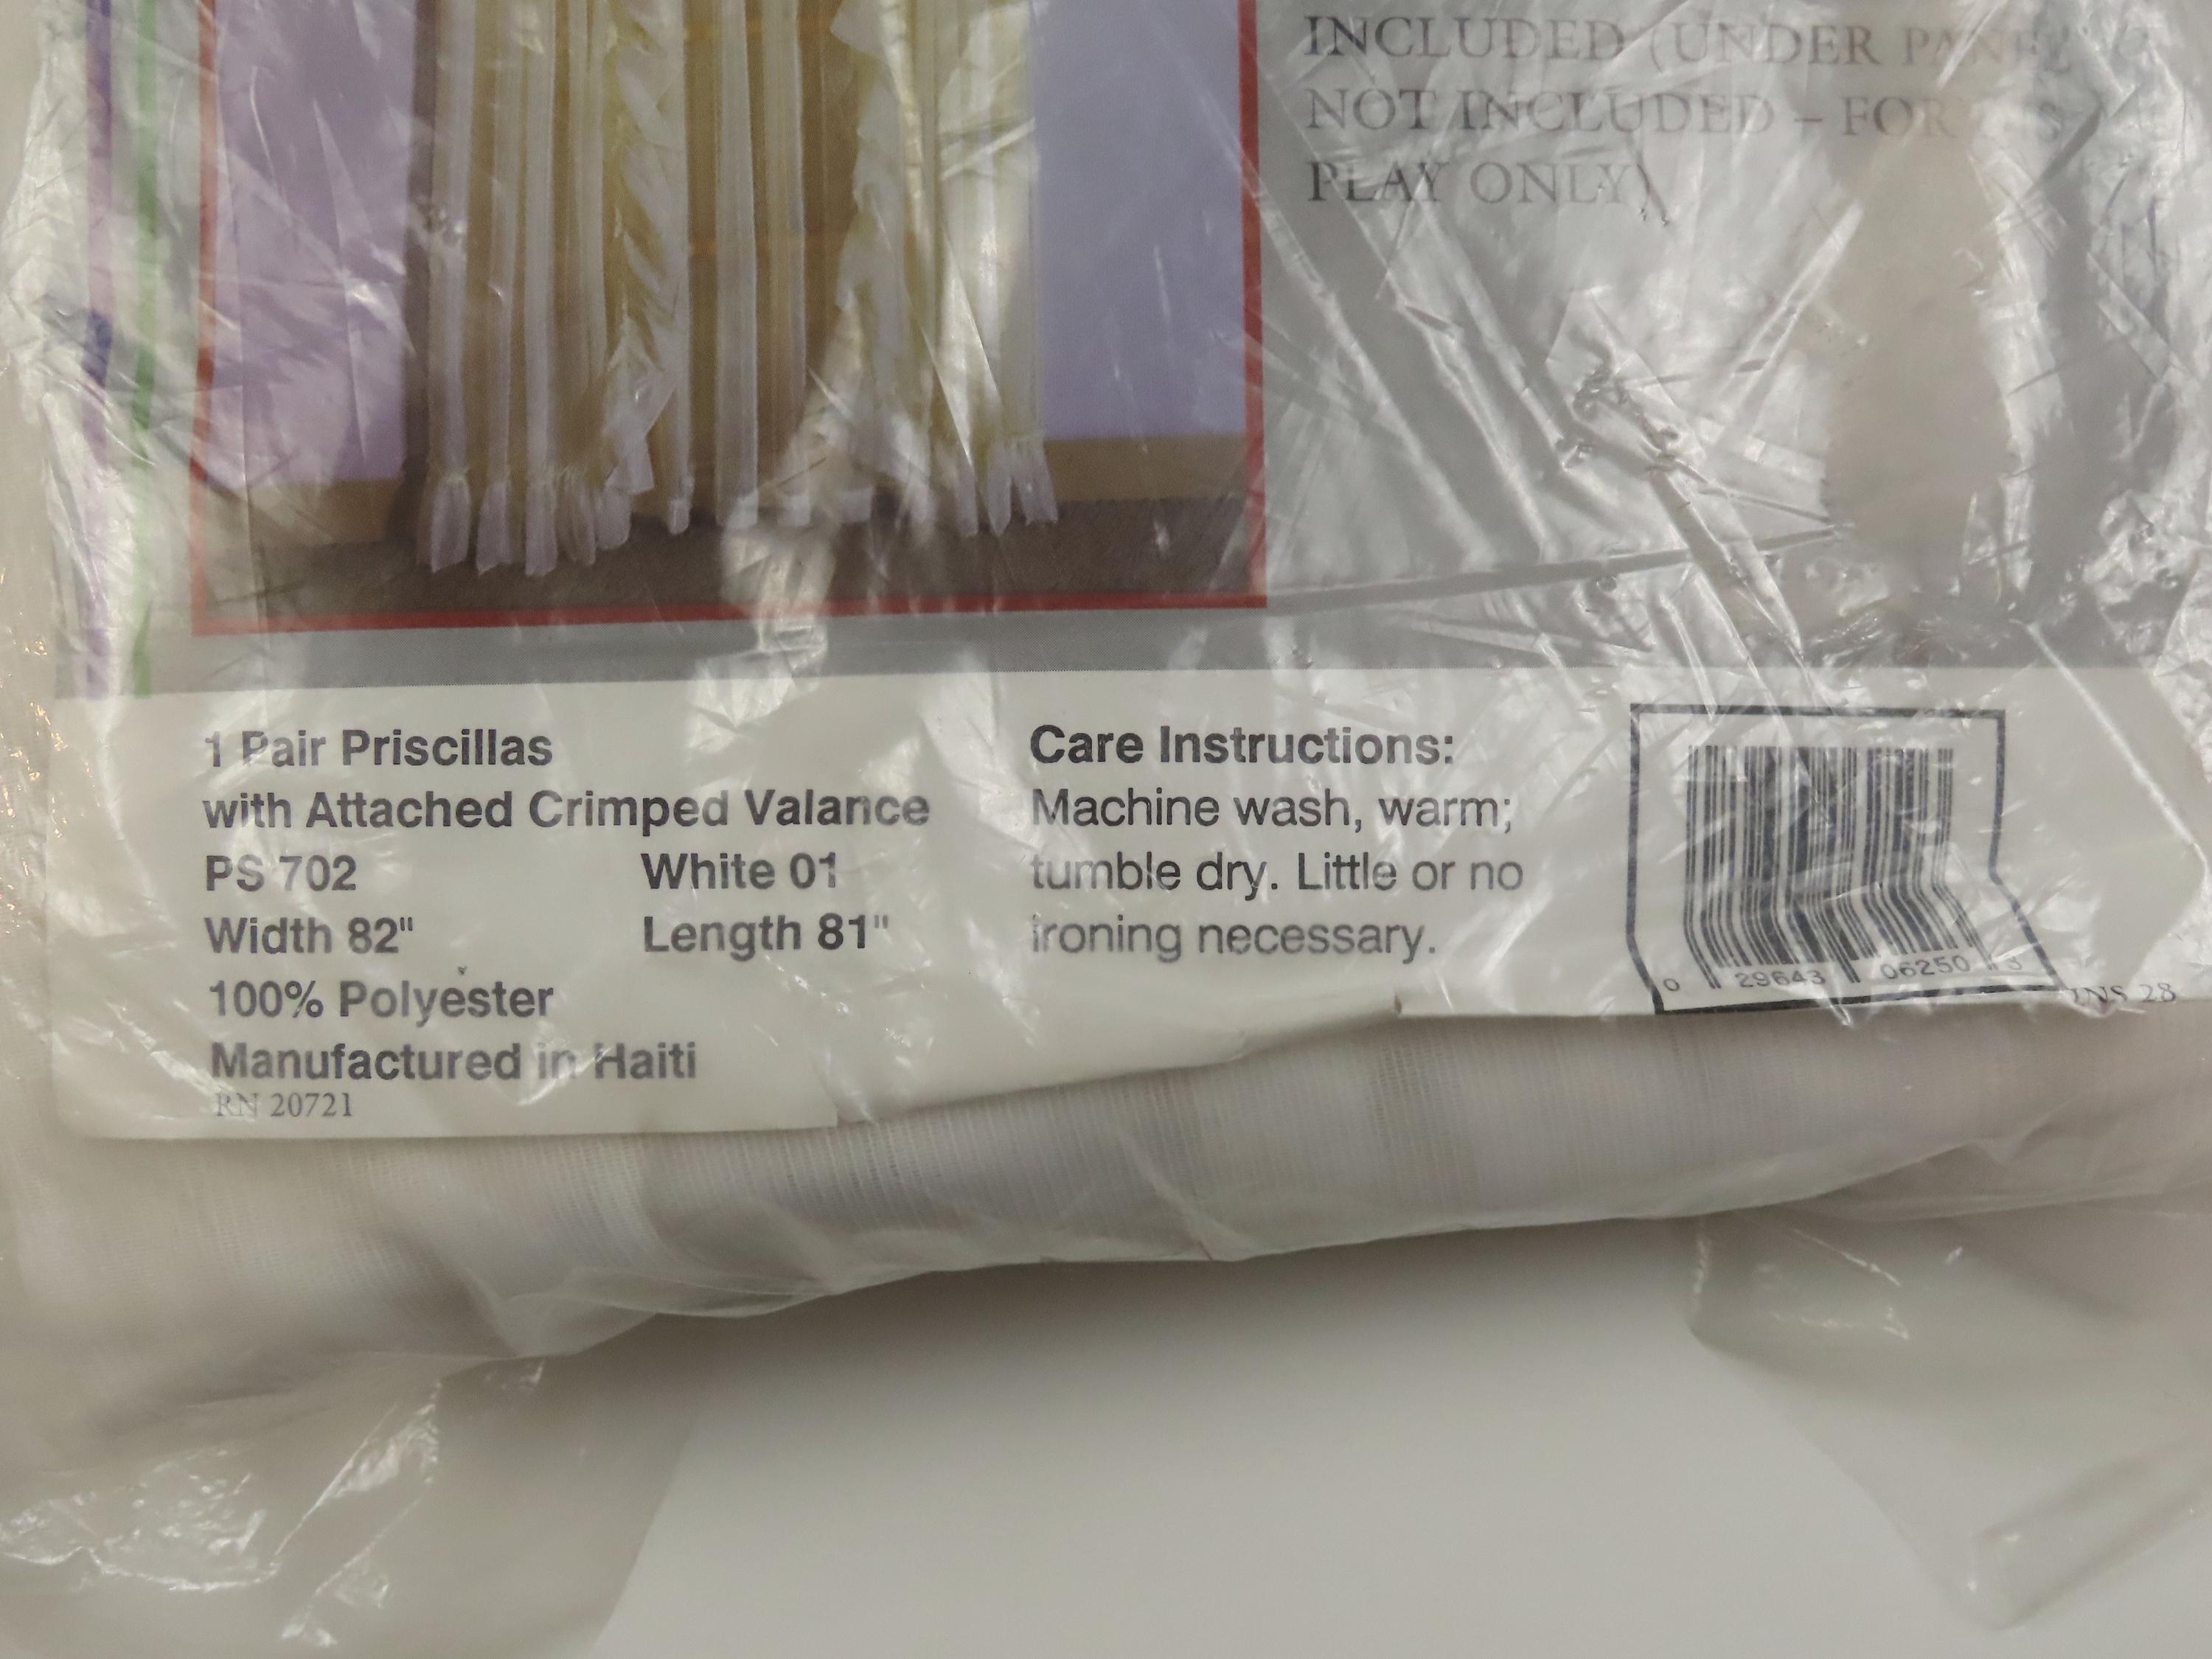 INCLUDED (UNDER
NOT INCLUDED – FOR
PLAY ONLY)
1 Pair Priscillas
with Attached Crimped Valance
PS 702 White 01
Width 82" Length 81"
100% Polyester
Manufactured in Haiti
RN 20721
Care Instructions:
Machine wash, warm;
tumble dry. Little or no
ironing necessary.
0 29643 06250
INS 28